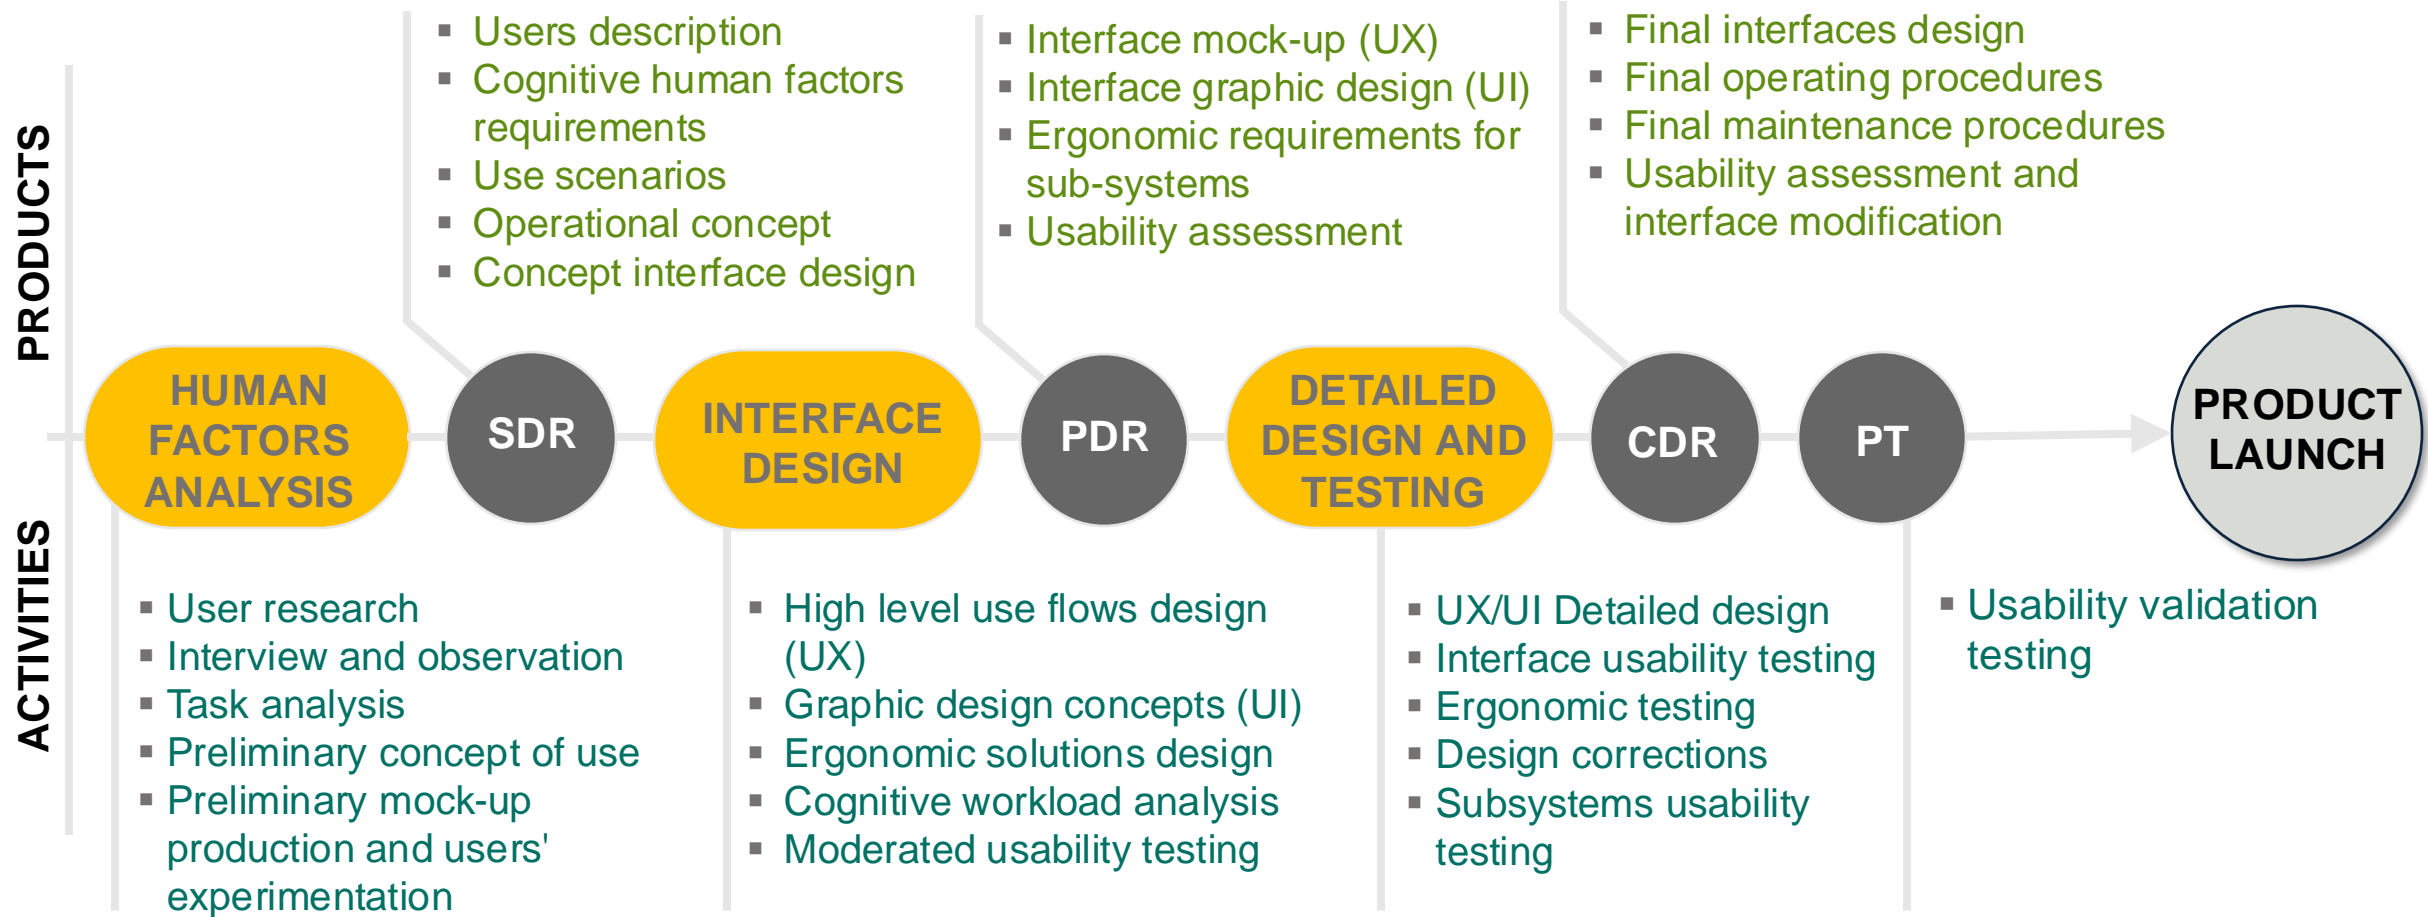 PRODUCTS
▪ Users description
▪ Cognitive human factors
requirements
▪ Use scenarios
▪ Operational concept
▪ Concept interface design
▪ Interface mock-up (UX)
▪ Interface graphic design (UI)
▪ Ergonomic requirements for
sub-systems
▪ Usability assessment
▪ Final interfaces design
▪ Final operating procedures
▪ Final maintenance procedures
▪ Usability assessment and
interface modification
HUMAN
FACTORS
ANALYSIS
SDR
INTERFACE
DESIGN
PDR
DETAILED
DESIGN AND
TESTING
CDR
PT
PRODUCT
LAUNCH
ACTIVITIES
▪ User research
▪ Interview and observation
▪ Task analysis
▪ Preliminary concept of use
▪ Preliminary mock-up
production and users'
experimentation
▪ High level use flows design
(UX)
▪ Graphic design concepts (UI)
▪ Ergonomic solutions design
▪ Cognitive workload analysis
▪ Moderated usability testing
▪ UX/UI Detailed design
▪ Interface usability testing
▪ Ergonomic testing
▪ Design corrections
▪ Subsystems usability
testing
▪ Usability validation
testing